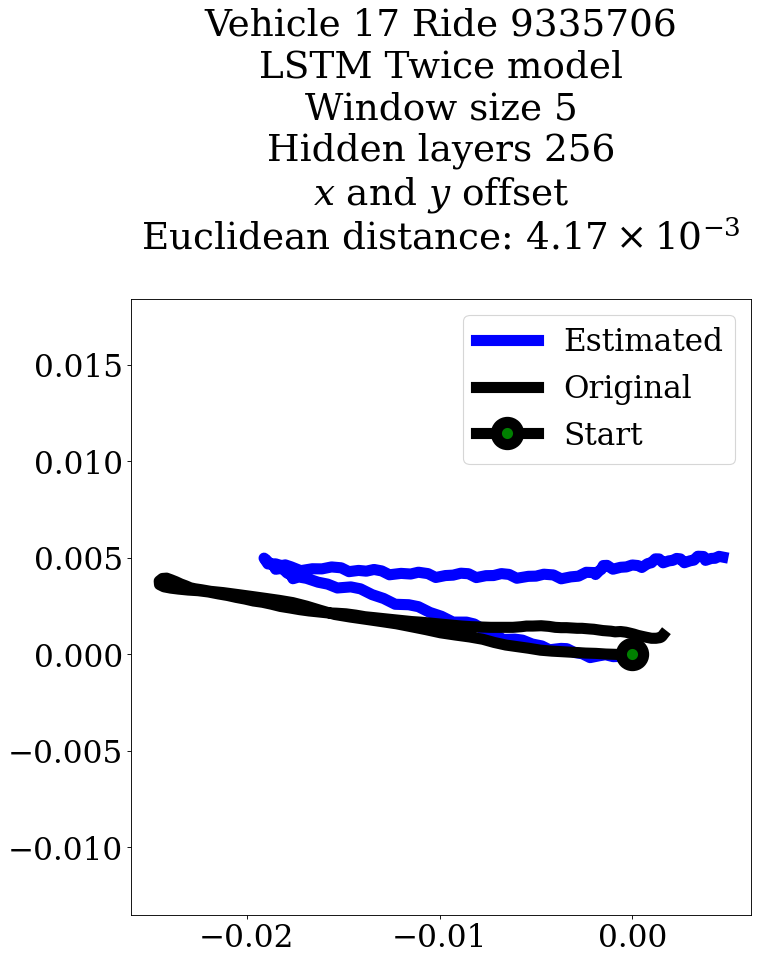 Vehicle 17 Ride 9335706
LSTM Twice model
Window size 5
Hidden layers 256
x and y offset
Euclidean distance: 4.17 × 10⁻³
Estimated
Original
Start
0.015
0.010
0.005
0.000
−0.005
−0.010
−0.02
−0.01
0.00